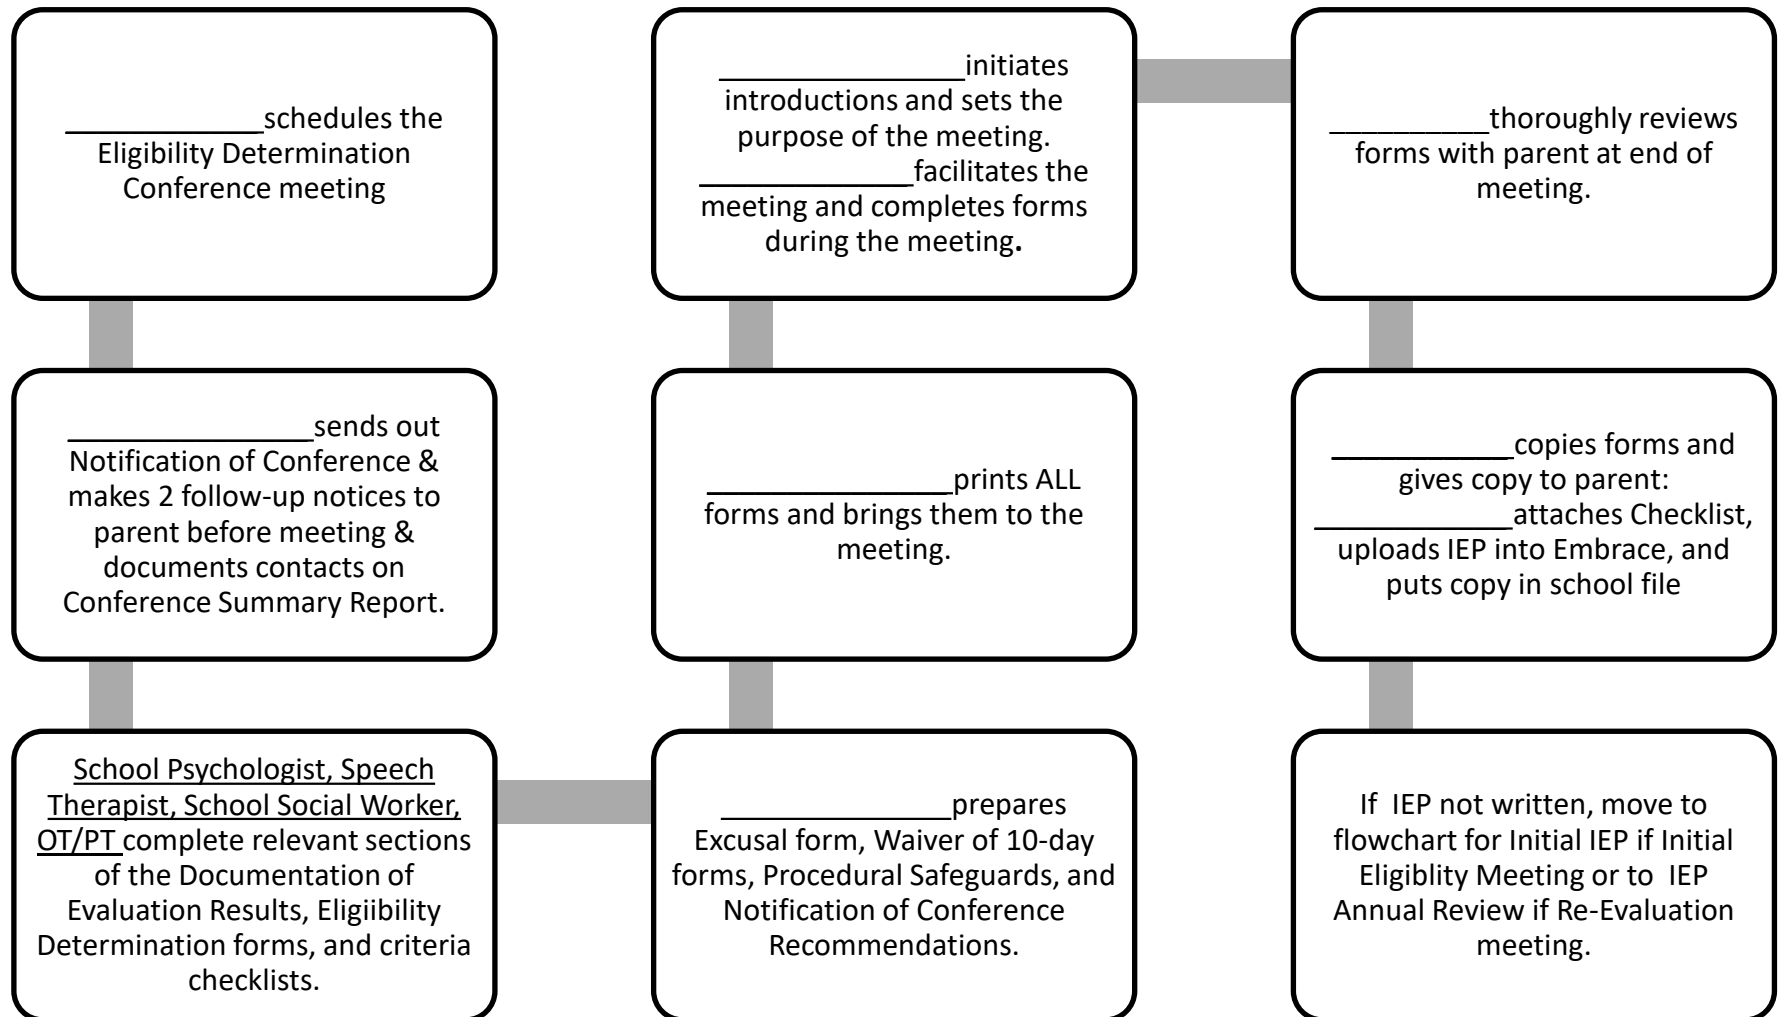 _____________schedules the
Eligibility Determination
Conference meeting
________________sends out
Notification of Conference &
makes 2 follow-up notices to
parent before meeting &
documents contacts on
Conference Summary Report.
School Psychologist, Speech
Therapist, School Social Worker,
OT/PT complete relevant sections
of the Documentation of
Evaluation Results, Eligiibility
Determination forms, and criteria
checklists.
_______________prepares
Excusal form, Waiver of 10-day
forms, Procedural Safeguards, and
Notification of Conference
Recommendations.
________________prints ALL
forms and brings them to the
meeting.
________________initiates
introductions and sets the
purpose of the meeting.
______________facilitates the
meeting and completes forms
during the meeting.
__________thoroughly reviews
forms with parent at end of
meeting.
____________copies forms and
gives copy to parent:
_____________attaches Checklist,
uploads IEP into Embrace, and
puts copy in school file
If IEP not written, move to
flowchart for Initial IEP if Initial
Eligiblity Meeting or to IEP
Annual Review if Re-Evaluation
meeting.